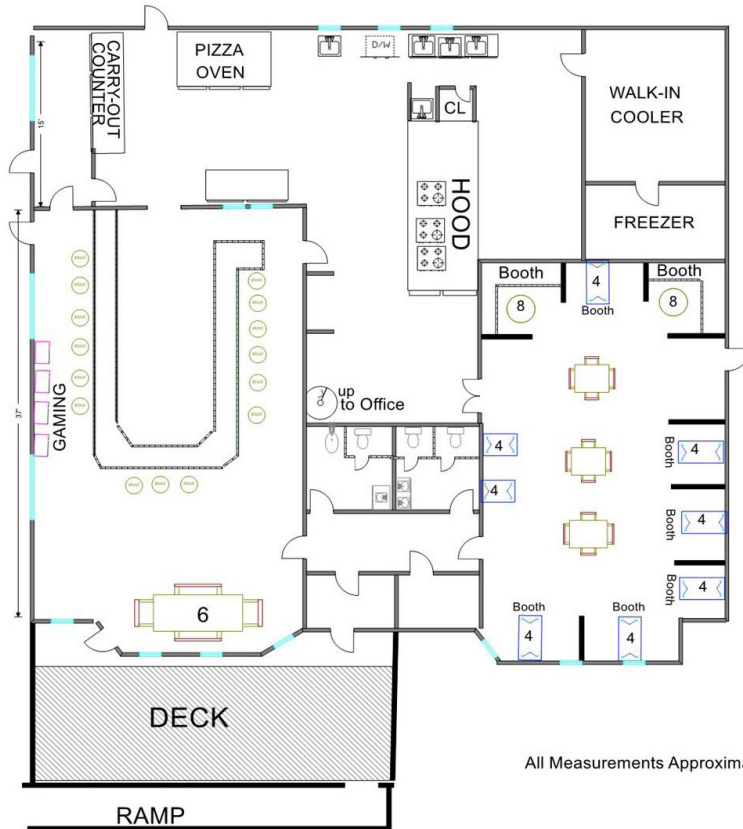 CARRY-OUT
COUNTER
PIZZA
OVEN
D/W
CL
WALK-IN
COOLER
15'
HOOD
FREEZER
Booth
4
Booth
8
Booth
8
GAMING
37'
up
to Office
4
Booth
4
4
Booth
4
Booth
4
6
Booth
4
Booth
4
DECK
All Measurements Approxima
RAMP